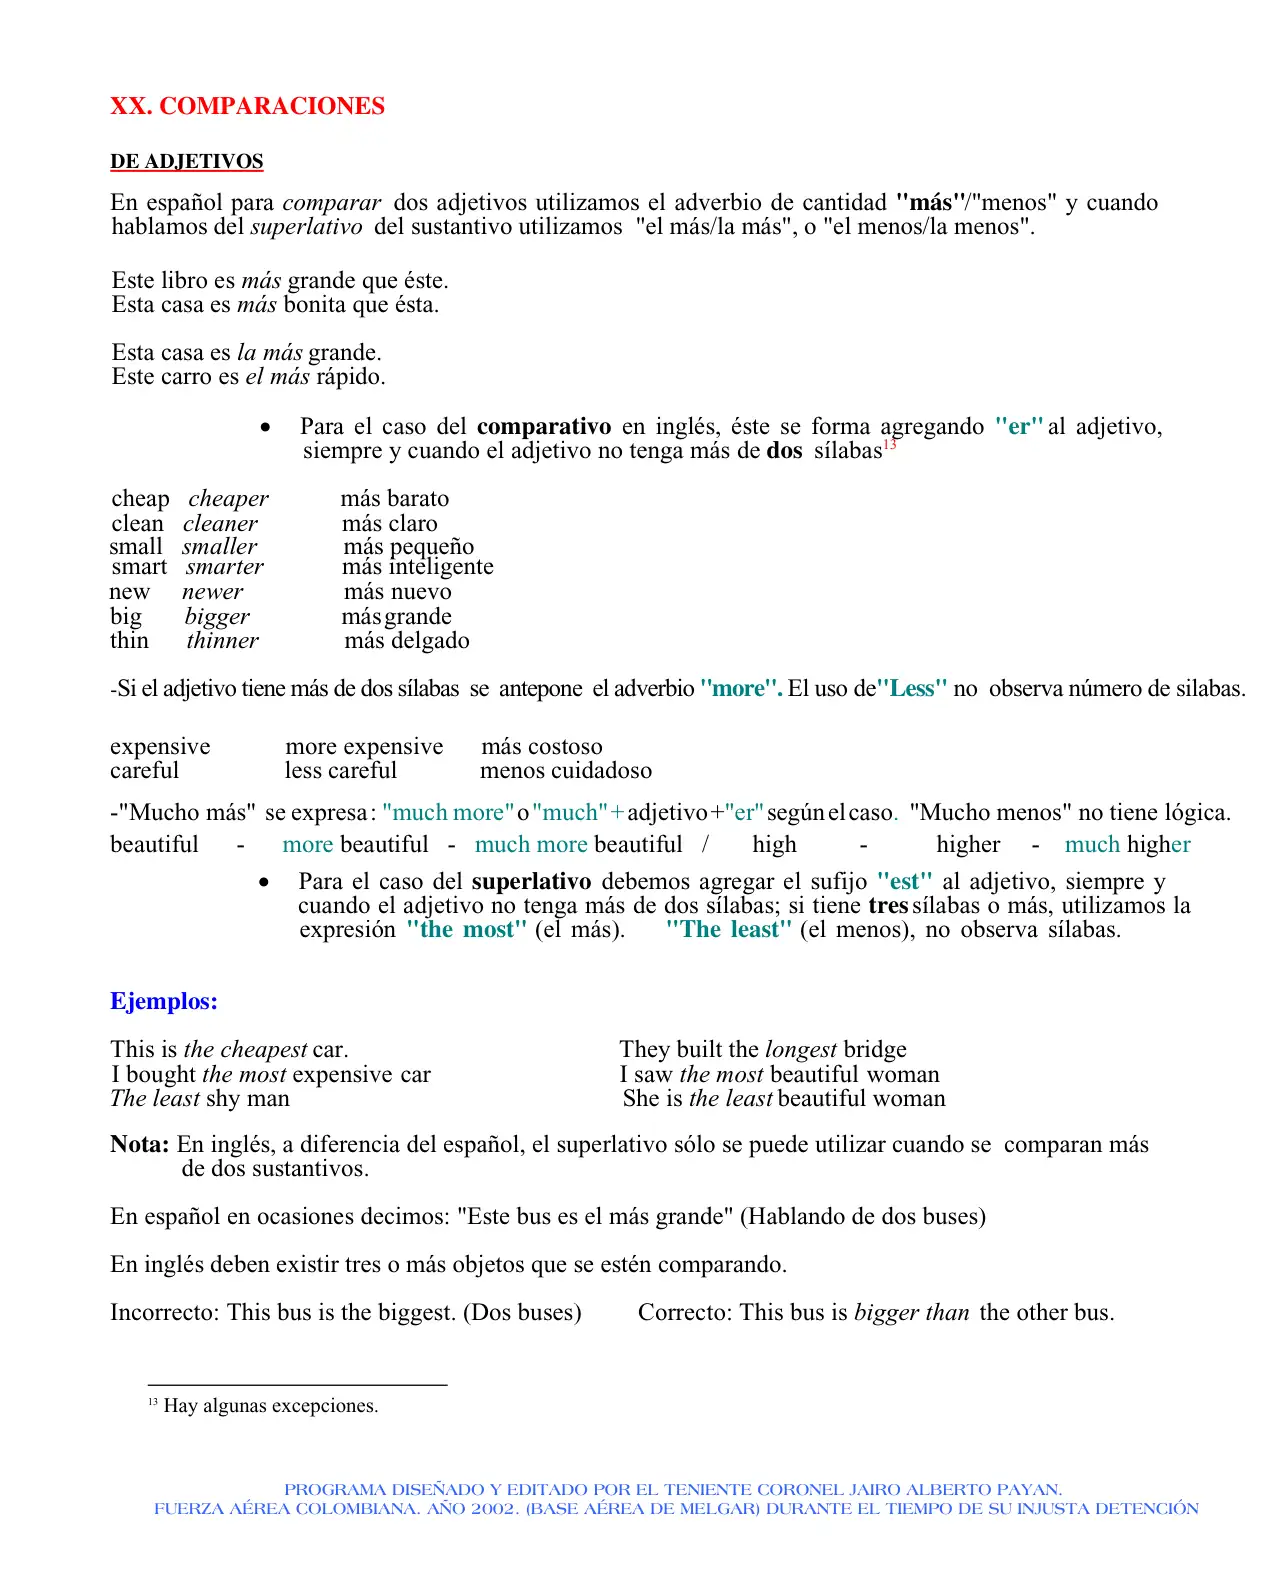 XX. COMPARACIONES
DE ADJETIVOS
En español para comparar dos adjetivos utilizamos el adverbio de cantidad "más"/"menos" y cuando
hablamos del superlativo del sustantivo utilizamos "el más/la más", o "el menos/la menos".
Este libro es más grande que éste.
Esta casa es más bonita que ésta.
Esta casa es la más grande.
Este carro es el más rápido.
• Para el caso del comparativo en inglés, éste se forma agregando "er" al adjetivo,
siempre y cuando el adjetivo no tenga más de dos sílabas13
cheap cheaper más barato
clean cleaner más claro
small smaller más pequeño
smart smarter más inteligente
new newer más nuevo
big bigger más grande
thin thinner más delgado
-Si el adjetivo tiene más de dos sílabas se antepone el adverbio "more". El uso de"Less" no observa número de silabas.
expensive more expensive más costoso
careful less careful menos cuidadoso
-"Mucho más" se expresa: "much more" o "much" + adjetivo +"er" según el caso. "Mucho menos" no tiene lógica.
beautiful - more beautiful - much more beautiful / high - higher - much higher
• Para el caso del superlativo debemos agregar el sufijo "est" al adjetivo, siempre y
cuando el adjetivo no tenga más de dos sílabas; si tiene tres sílabas o más, utilizamos la
expresión "the most" (el más). "The least" (el menos), no observa sílabas.
Ejemplos:
This is the cheapest car. They built the longest bridge
I bought the most expensive car I saw the most beautiful woman
The least shy man She is the least beautiful woman
Nota: En inglés, a diferencia del español, el superlativo sólo se puede utilizar cuando se comparan más
de dos sustantivos.
En español en ocasiones decimos: "Este bus es el más grande" (Hablando de dos buses)
En inglés deben existir tres o más objetos que se estén comparando.
Incorrecto: This bus is the biggest. (Dos buses) Correcto: This bus is bigger than the other bus.
13 Hay algunas excepciones.
PROGRAMA DISEÑADO Y EDITADO POR EL TENIENTE CORONEL JAIRO ALBERTO PAYAN.
FUERZA AÉREA COLOMBIANA. AÑO 2002. (BASE AÉREA DE MELGAR) DURANTE EL TIEMPO DE SU INJUSTA DETENCIÓN